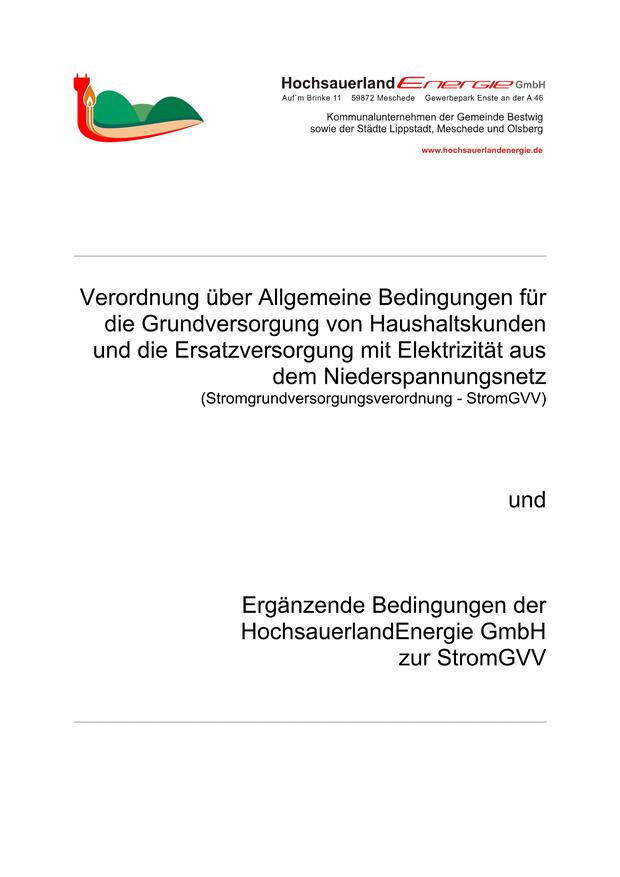 HochsauerlandEnergie GmbH
Auf`m Brinke 11 59872 Meschede Gewerbepark Enste an der A 46
Kommunalunternehmen der Gemeinde Bestwig
sowie der Städte Lippstadt, Meschede und Olsberg
www.hochsauerlandenergie.de
Verordnung über Allgemeine Bedingungen für
die Grundversorgung von Haushaltskunden
und die Ersatzversorgung mit Elektrizität aus
dem Niederspannungsnetz
(Stromgrundversorgungsverordnung - StromGVV)
und
Ergänzende Bedingungen der
HochsauerlandEnergie GmbH
zur StromGVV